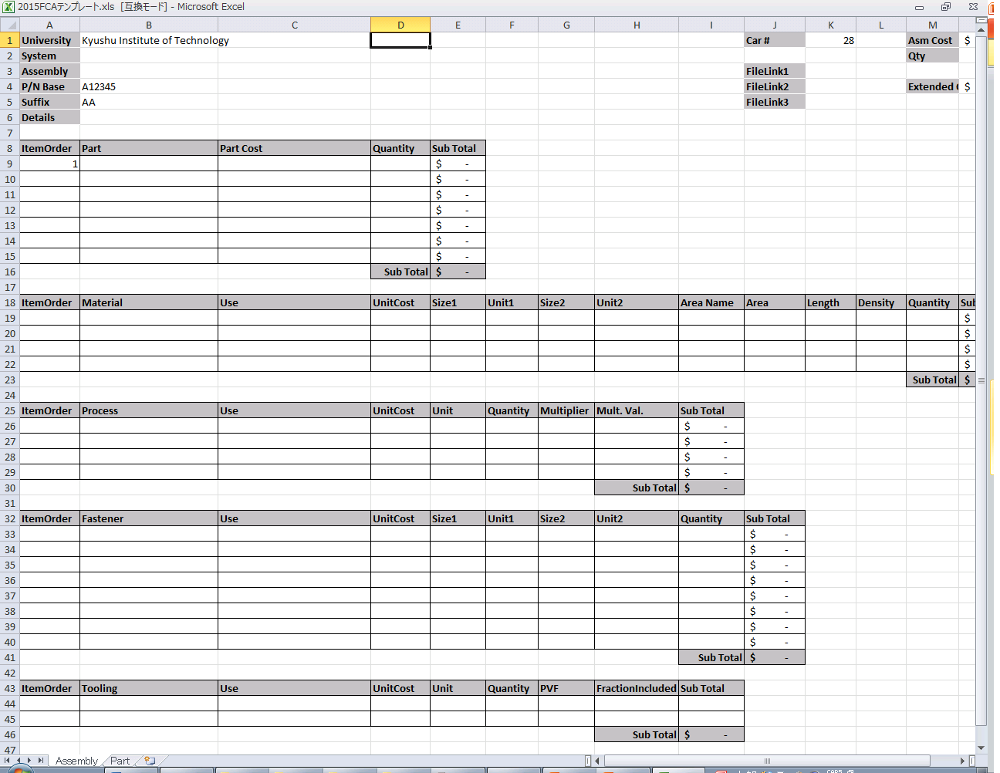 2015FCAテンプレート.xls [互換モード] - Microsoft Excel
A B C D E F G H I J K L M
1 University Kyushu Institute of Technology Car # 28 Asm Cost $
2 System Qty
3 Assembly FileLink1
4 P/N Base A12345 FileLink2 Extended $
5 Suffix AA FileLink3
6 Details
7
8 ItemOrder Part Part Cost Quantity Sub Total
9 1 $ -
10 $ -
11 $ -
12 $ -
13 $ -
14 $ -
15 $ -
16 Sub Total $ -
17
18 ItemOrder Material Use UnitCost Size1 Unit1 Size2 Unit2 Area Name Area Length Density Quantity Sub
19 $
20 $
21 $
22 $
23 Sub Total $
24
25 ItemOrder Process Use UnitCost Unit Quantity Multiplier Mult. Val. Sub Total
26 $ -
27 $ -
28 $ -
29 $ -
30 Sub Total $ -
31
32 ItemOrder Fastener Use UnitCost Size1 Unit1 Size2 Unit2 Quantity Sub Total
33 $ -
34 $ -
35 $ -
36 $ -
37 $ -
38 $ -
39 $ -
40 $ -
41 Sub Total $ -
42
43 ItemOrder Tooling Use UnitCost Unit Quantity PVF FractionIncluded Sub Total
44
45
46 Sub Total $ -
47
Assembly Part